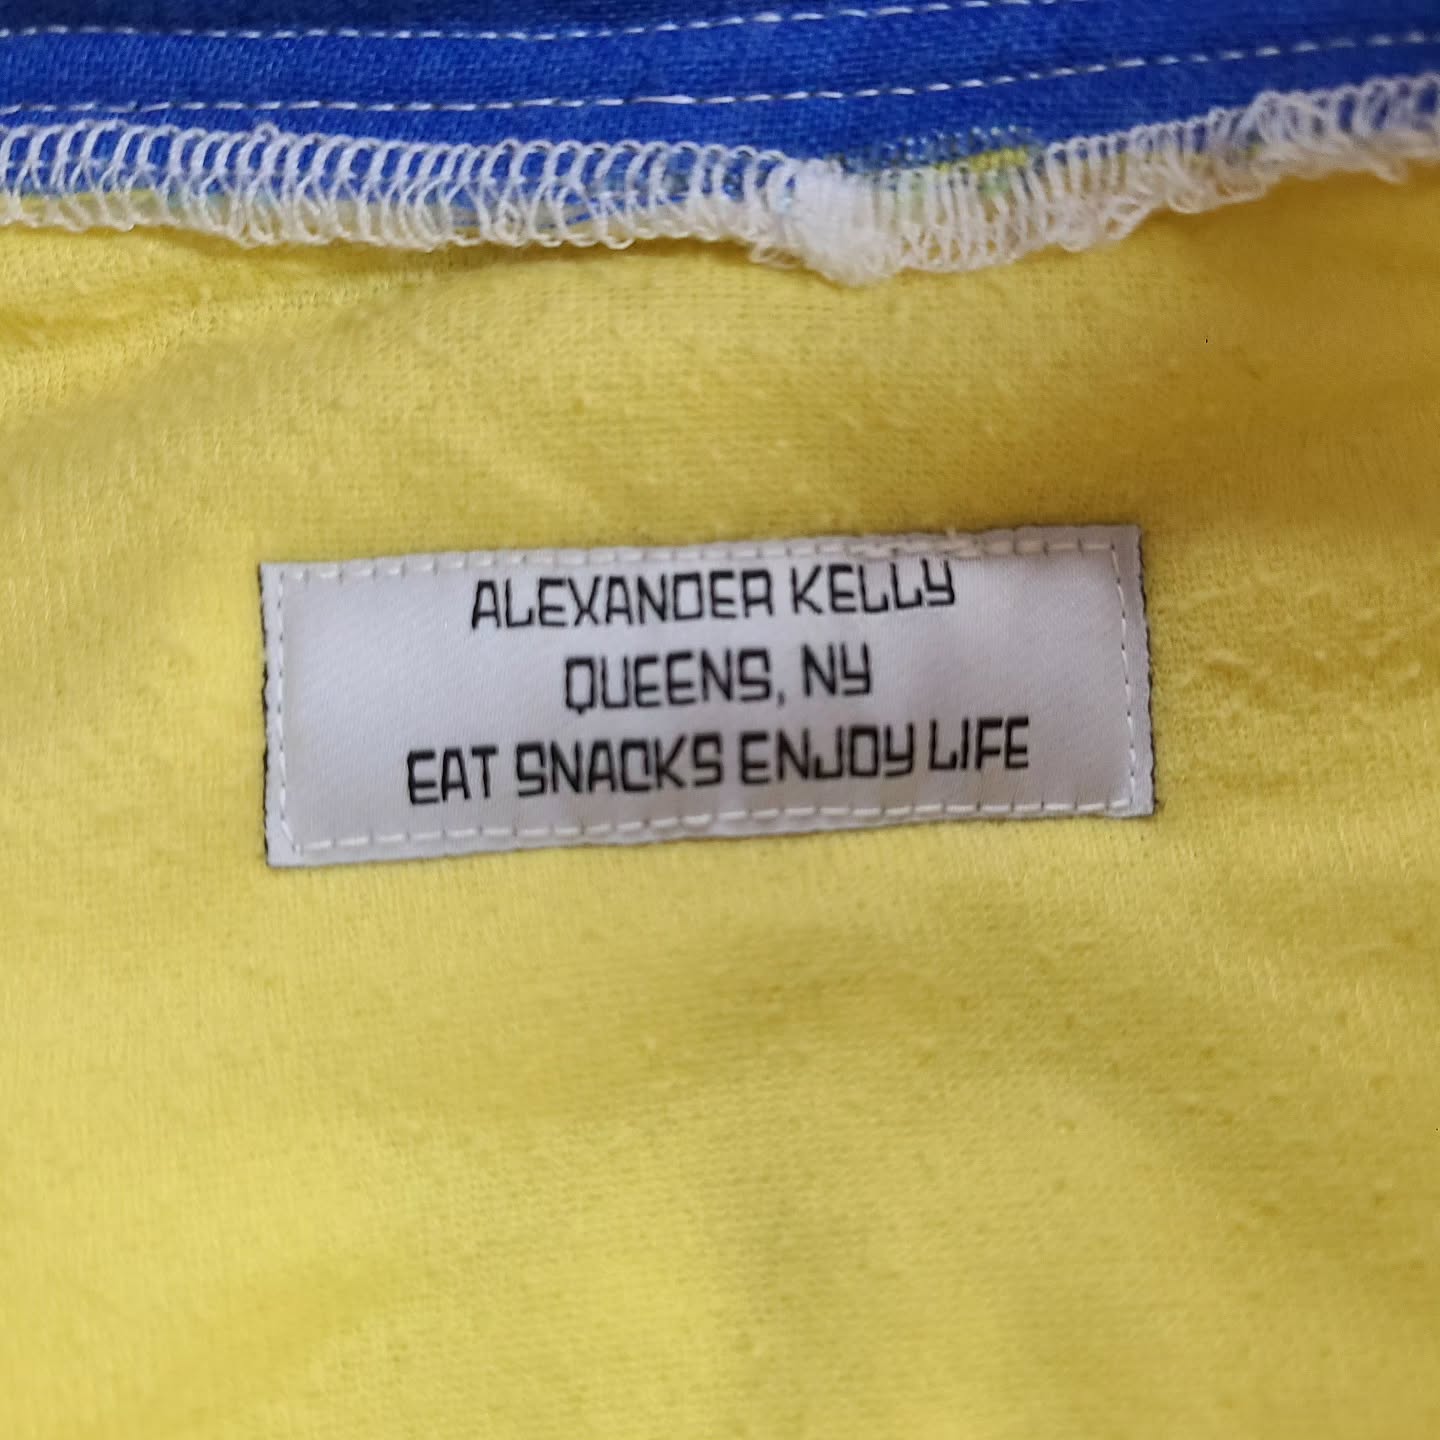 ALEXANDER KELLY
QUEENS, NY
EAT SNACKS ENJOY LIFE